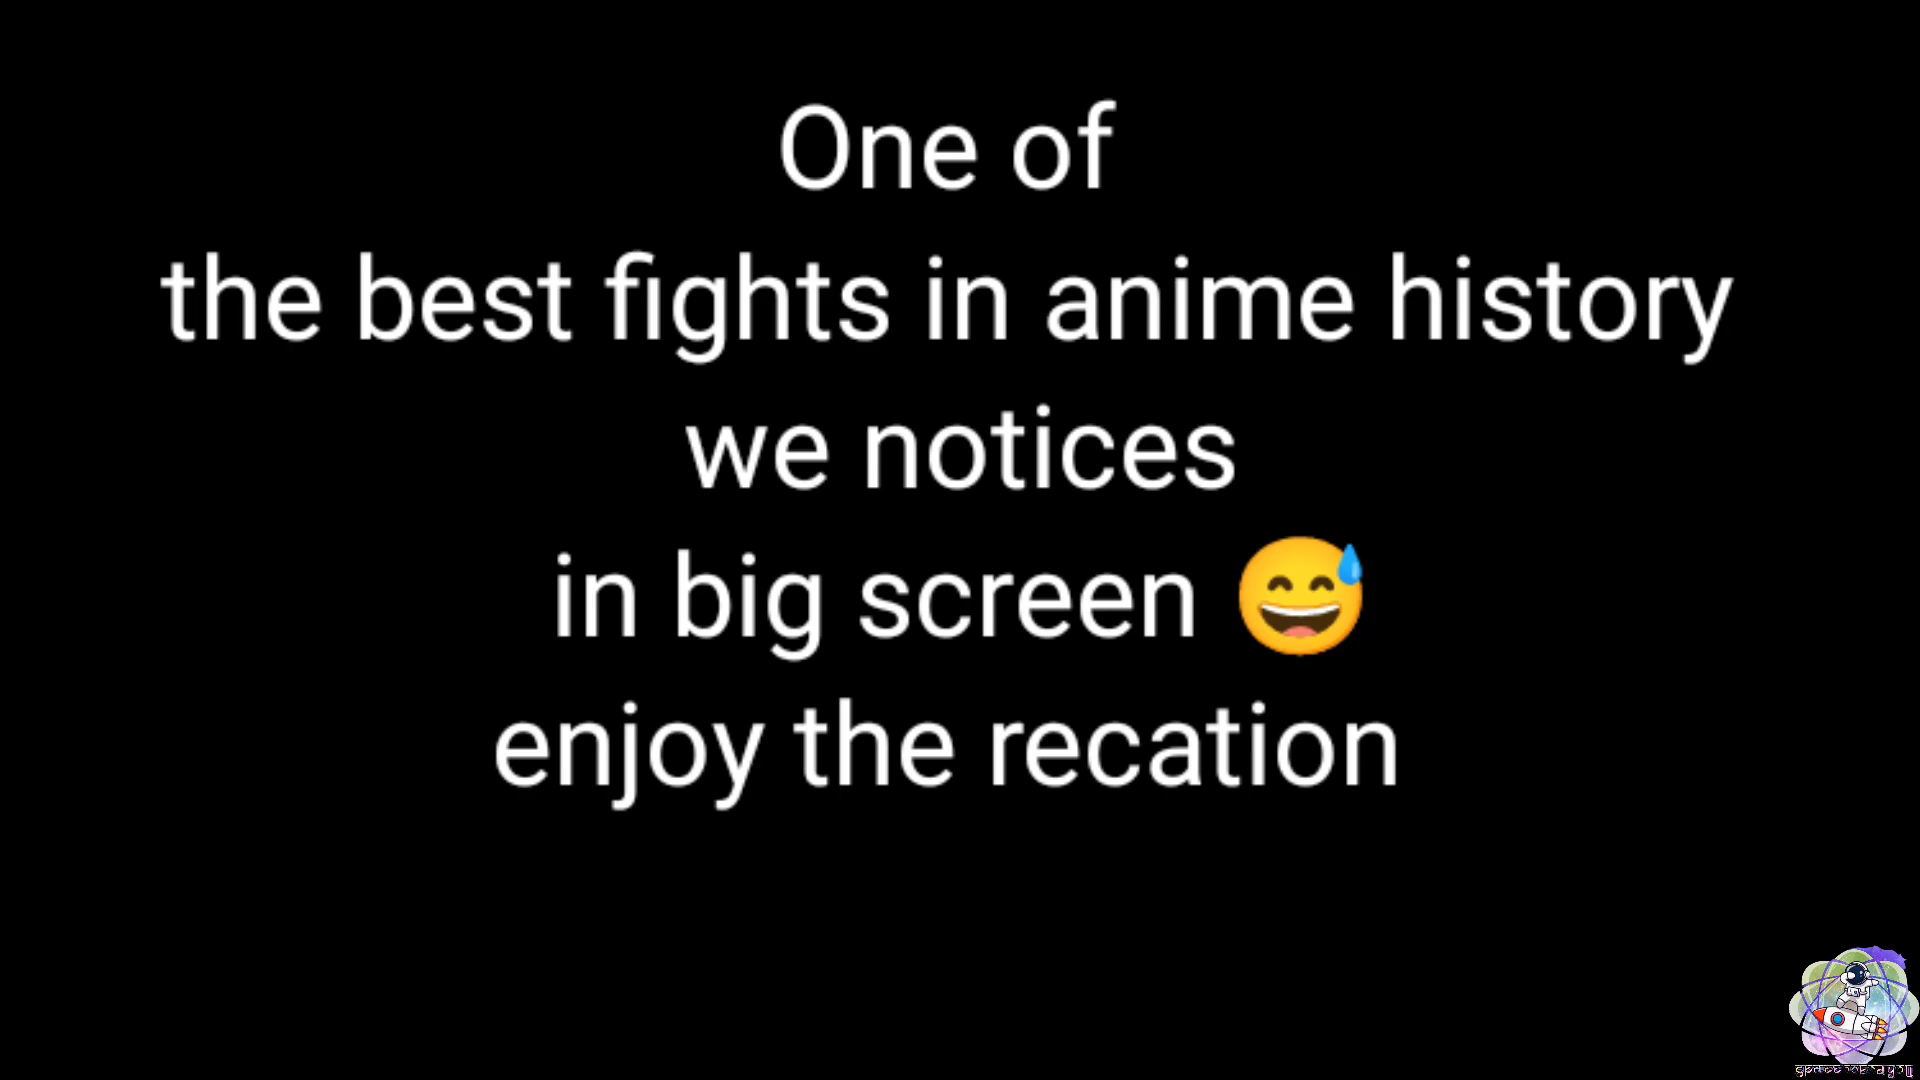 One of
the best fights in anime history
we notices
in big screen 😅
enjoy the recation